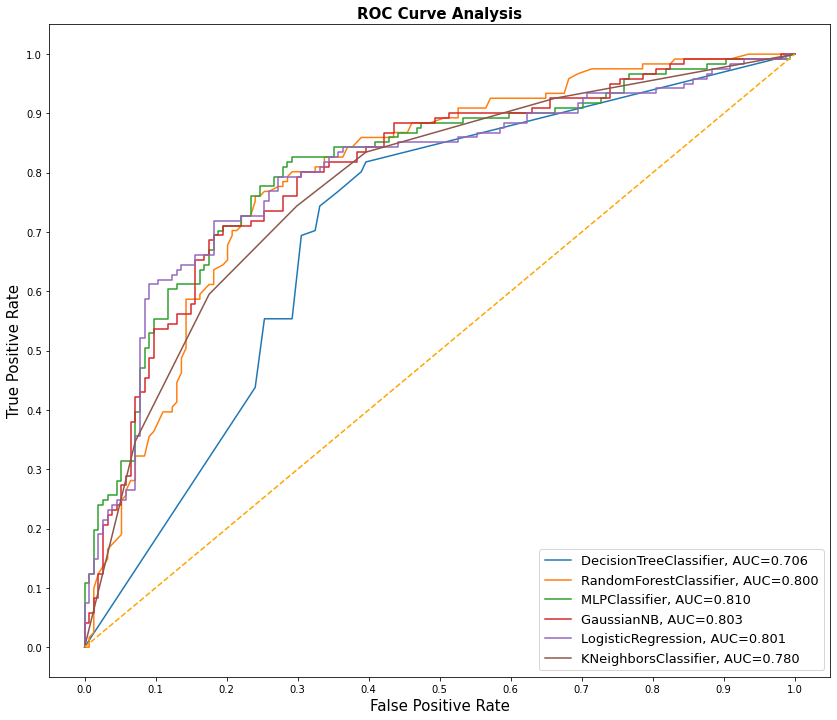 ROC Curve Analysis
True Positive Rate
1.0
0.9
0.8
0.7
0.6
0.5
0.4
0.3
0.2
0.1
0.0
DecisionTreeClassifier, AUC=0.706
RandomForestClassifier, AUC=0.800
MLPClassifier, AUC=0.810
GaussianNB, AUC=0.803
LogisticRegression, AUC=0.801
KNeighborsClassifier, AUC=0.780
0.0 0.1 0.2 0.3 0.4 0.5 0.6 0.7 0.8 0.9 1.0
False Positive Rate